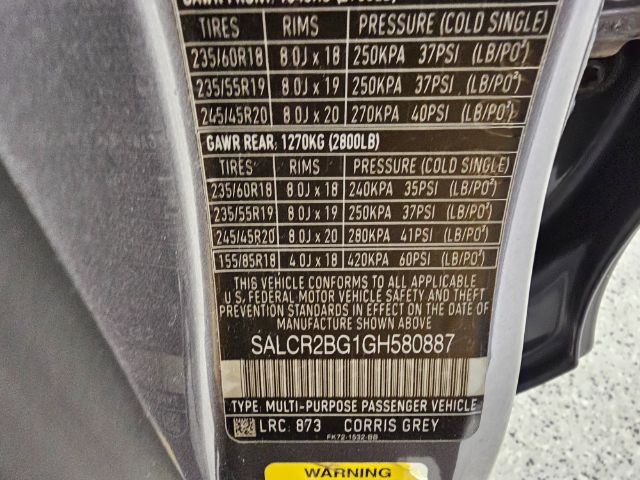 TIRES RIMS PRESSURE (COLD SINGLE)
235/60R18 8.0J x 18 250KPA 37PSI (LB/PO²)
235/55R19 8.0J x 19 250KPA 37PSI (LB/PO²)
245/45R20 8.0J x 20 270KPA 40PSI (LB/PO²)
GAWR REAR: 1270KG (2800LB)
TIRES RIMS PRESSURE (COLD SINGLE)
235/60R18 8.0J x 18 240KPA 35PSI (LB/PO²)
235/55R19 8.0J x 19 250KPA 37PSI (LB/PO²)
245/45R20 8.0J x 20 280KPA 41PSI (LB/PO²)
155/85R18 4.0J x 18 420KPA 60PSI (LB/PO²)
THIS VEHICLE CONFORMS TO ALL APPLICABLE
U.S. FEDERAL MOTOR VEHICLE SAFETY AND THEFT
PREVENTION STANDARDS IN EFFECT ON THE DATE OF
MANUFACTURE SHOWN ABOVE.
SALCR2BG1GH580887
TYPE: MULTI-PURPOSE PASSENGER VEHICLE
LRC: 873 CORRIS GREY
FK72-1532-BB
WARNING